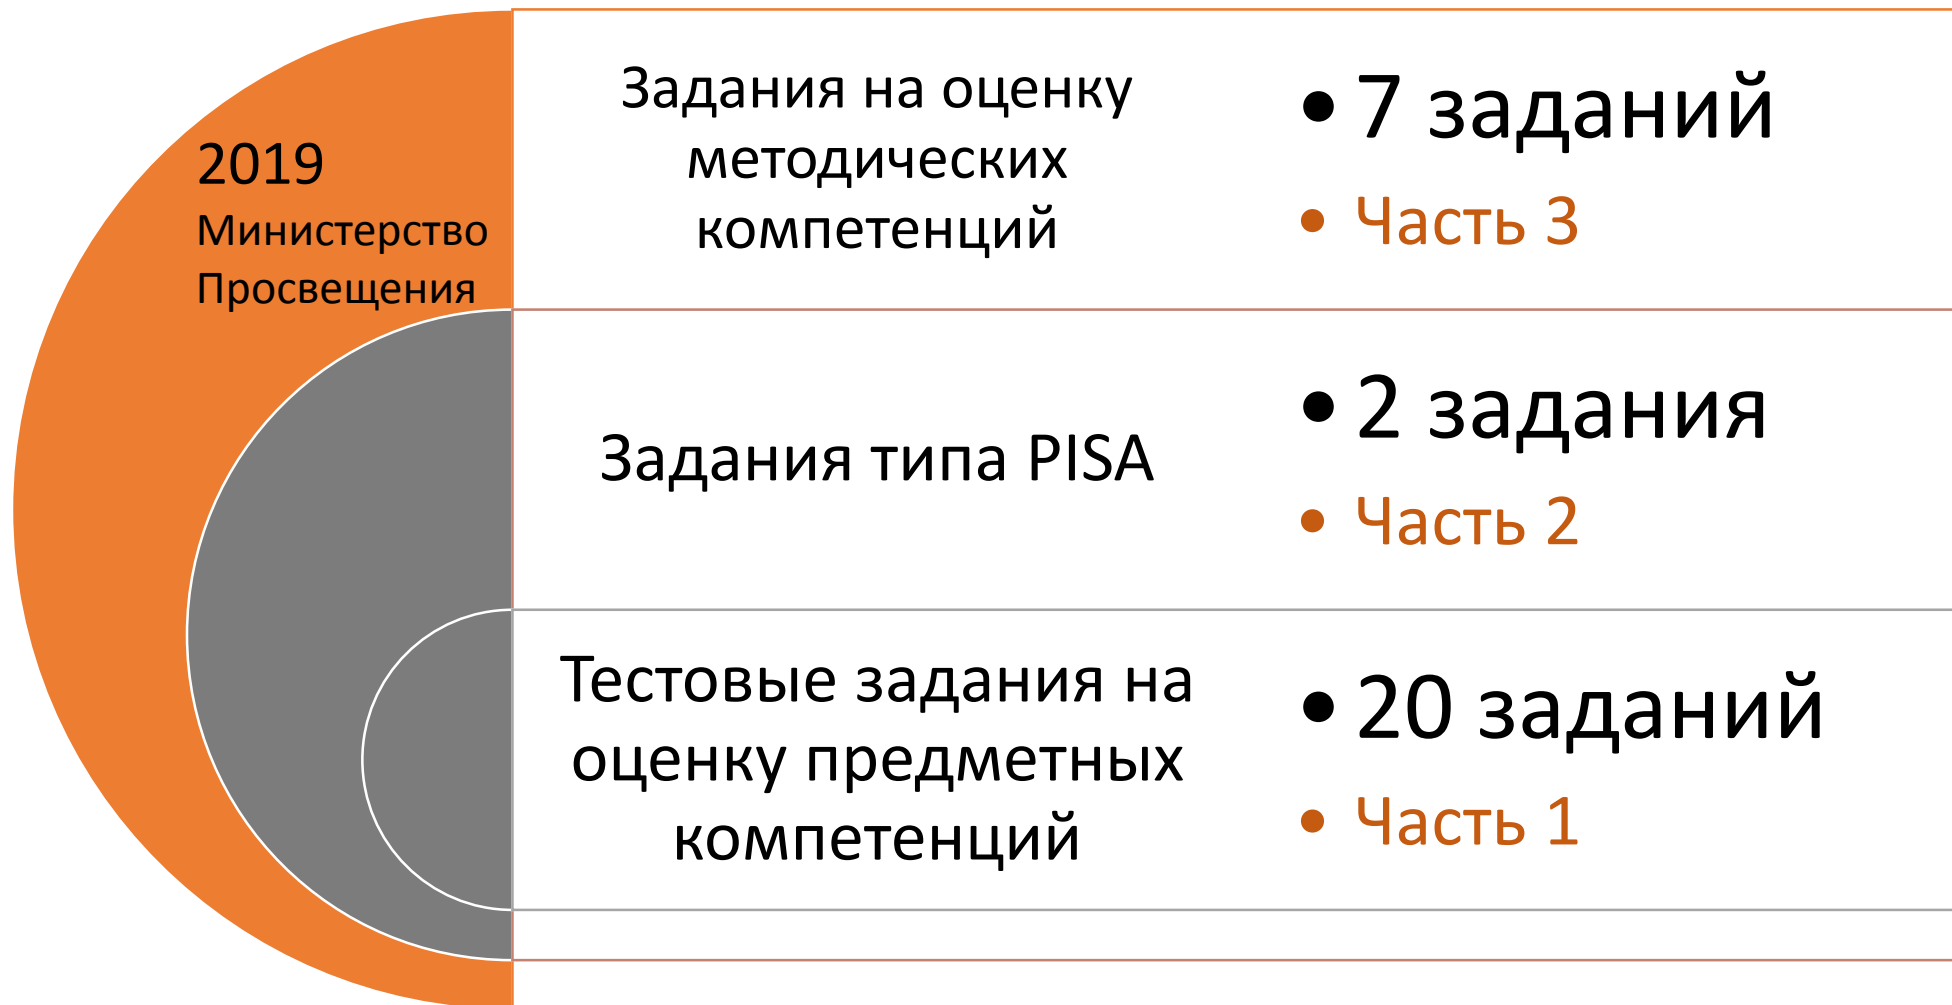 2019
Министерство
Просвещения
Задания на оценку
методических
компетенций
• 7 заданий
• Часть 3
Задания типа PISA
• 2 задания
• Часть 2
Тестовые задания на
оценку предметных
компетенций
• 20 заданий
• Часть 1